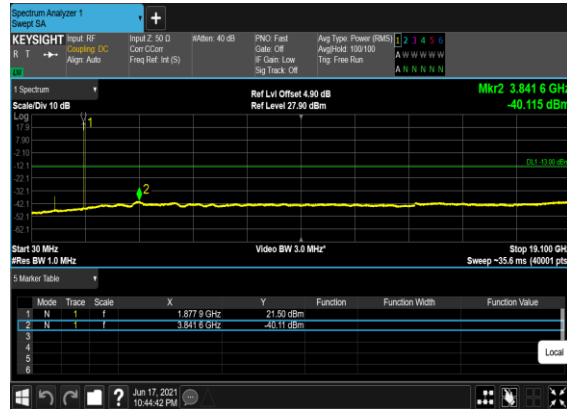 Spectrum Analyzer 1
Swept SA
+
KEYSIGHT Input: RF Input Z: 50 Ω #Atten: 40 dB PNO: Fast Avg Type: Power (RMS) 1 2 3 4 5 6
R T Coupling: DC Corr CCorr Gate: Off Avg|Hold: 100/100 A W W W W W
Align: Auto Freq Ref: Int (S) IF Gain: Low Trig: Free Run
Sig Track: Off A N N N N N
1 Spectrum Ref Lvl Offset 4.90 dB Mkr2 3.841 6 GHz
Scale/Div 10 dB Ref Level 27.90 dBm -40.115 dBm
Log
17.9
7.90
-2.10
-12.1
-22.1
-32.1
-42.1
-52.1
-62.1
1
DL1 -13.00 dBm
2
Start 30 MHz Video BW 3.0 MHz* Stop 19.100 GHz
#Res BW 1.0 MHz Sweep ~35.6 ms (40001 pts)
5 Marker Table
Mode Trace Scale X Y Function Function Width Function Value
1 N 1 f 1.877 9 GHz 21.50 dBm
2 N 1 f 3.841 6 GHz -40.11 dBm
3
4
5
6
Local
?
Jun 17, 2021
10:44:42 PM